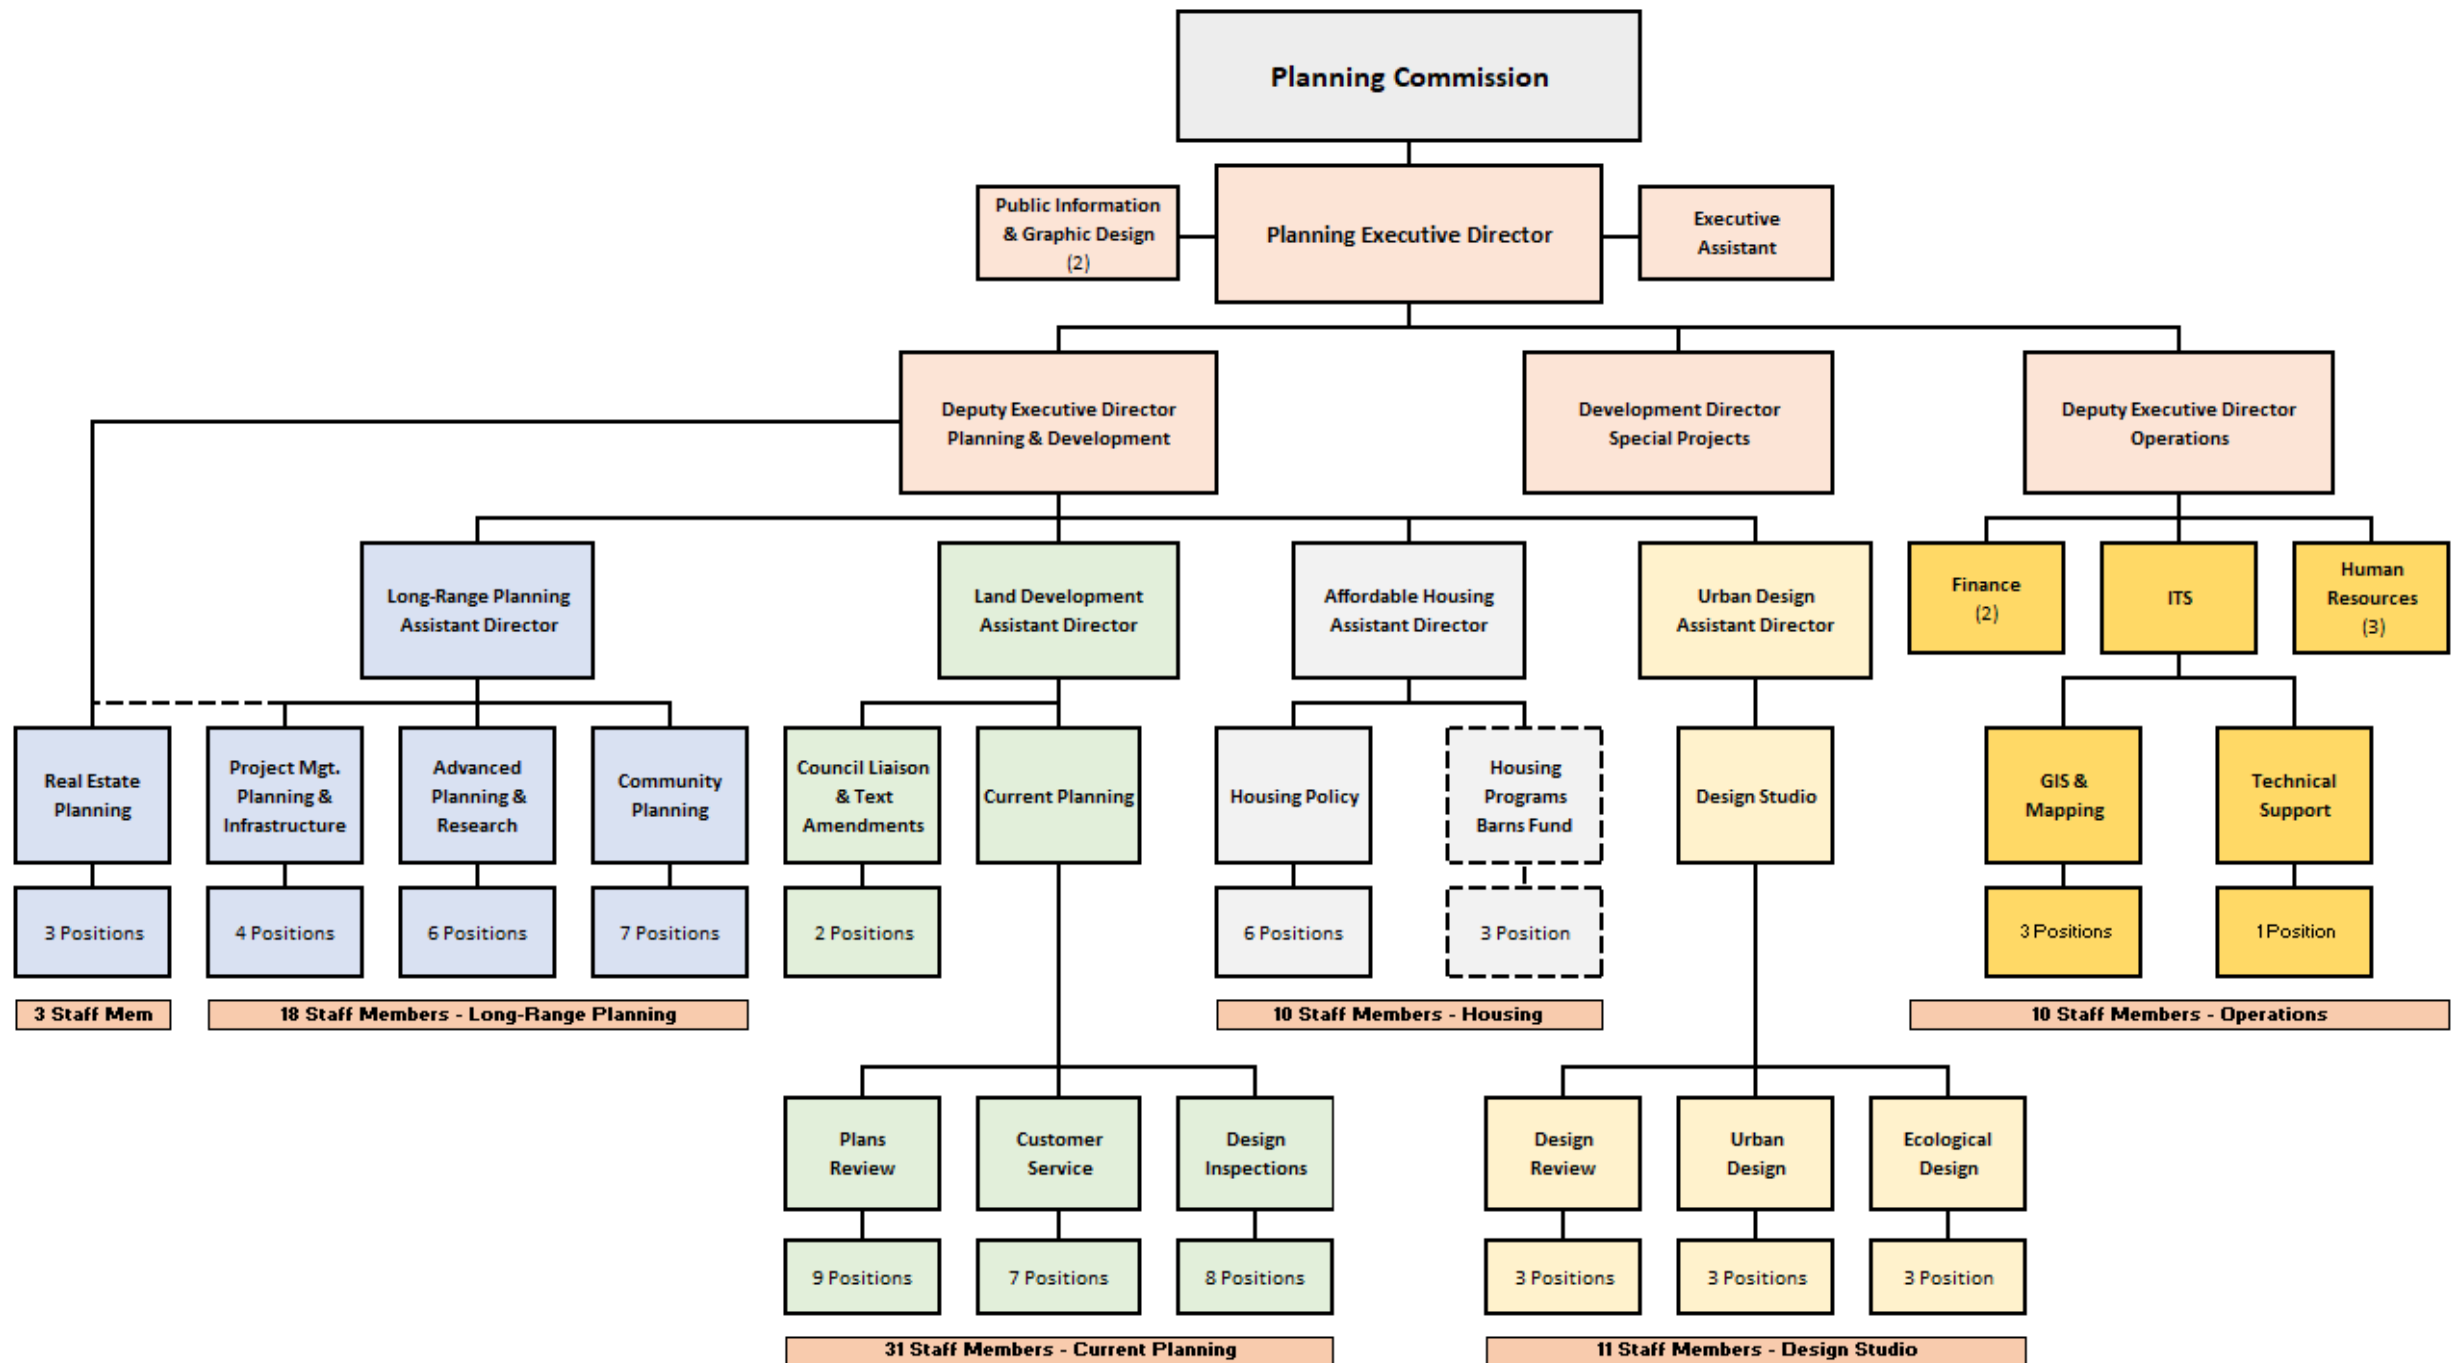 Planning Commission
Public Information
& Graphic Design
(2)
Planning Executive Director
Executive
Assistant
Deputy Executive Director
Planning & Development
Development Director
Special Projects
Deputy Executive Director
Operations
Long-Range Planning
Assistant Director
Land Development
Assistant Director
Affordable Housing
Assistant Director
Urban Design
Assistant Director
Finance
(2)
ITS
Human
Resources
(3)
Real Estate
Planning
Project Mgt.
Planning &
Infrastructure
Advanced
Planning &
Research
Community
Planning
Council Liaison
& Text
Amendments
Current Planning
Housing Policy
Housing
Programs
Barns Fund
Design Studio
GIS &
Mapping
Technical
Support
3 Positions
4 Positions
6 Positions
7 Positions
2 Positions
6 Positions
3 Position
3 Positions
1 Position
3 Staff Mem
18 Staff Members - Long-Range Planning
10 Staff Members - Housing
10 Staff Members - Operations
Plans
Review
Customer
Service
Design
Inspections
Design
Review
Urban
Design
Ecological
Design
9 Positions
7 Positions
8 Positions
3 Positions
3 Positions
3 Position
31 Staff Members - Current Planning
11 Staff Members - Design Studio